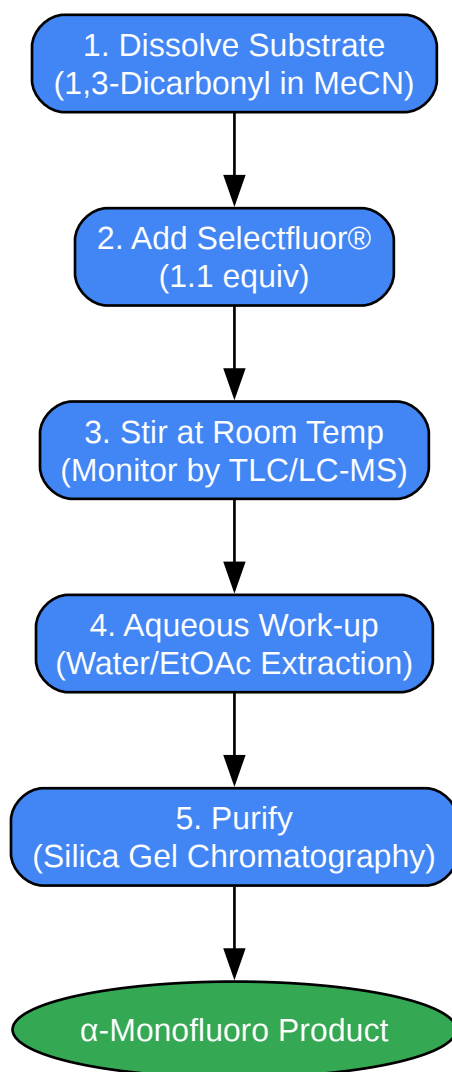 1. Dissolve Substrate
(1,3-Dicarbonyl in MeCN)
2. Add Selectfluor®
(1.1 equiv)
3. Stir at Room Temp
(Monitor by TLC/LC-MS)
4. Aqueous Work-up
(Water/EtOAc Extraction)
5. Purify
(Silica Gel Chromatography)
α-Monofluoro Product